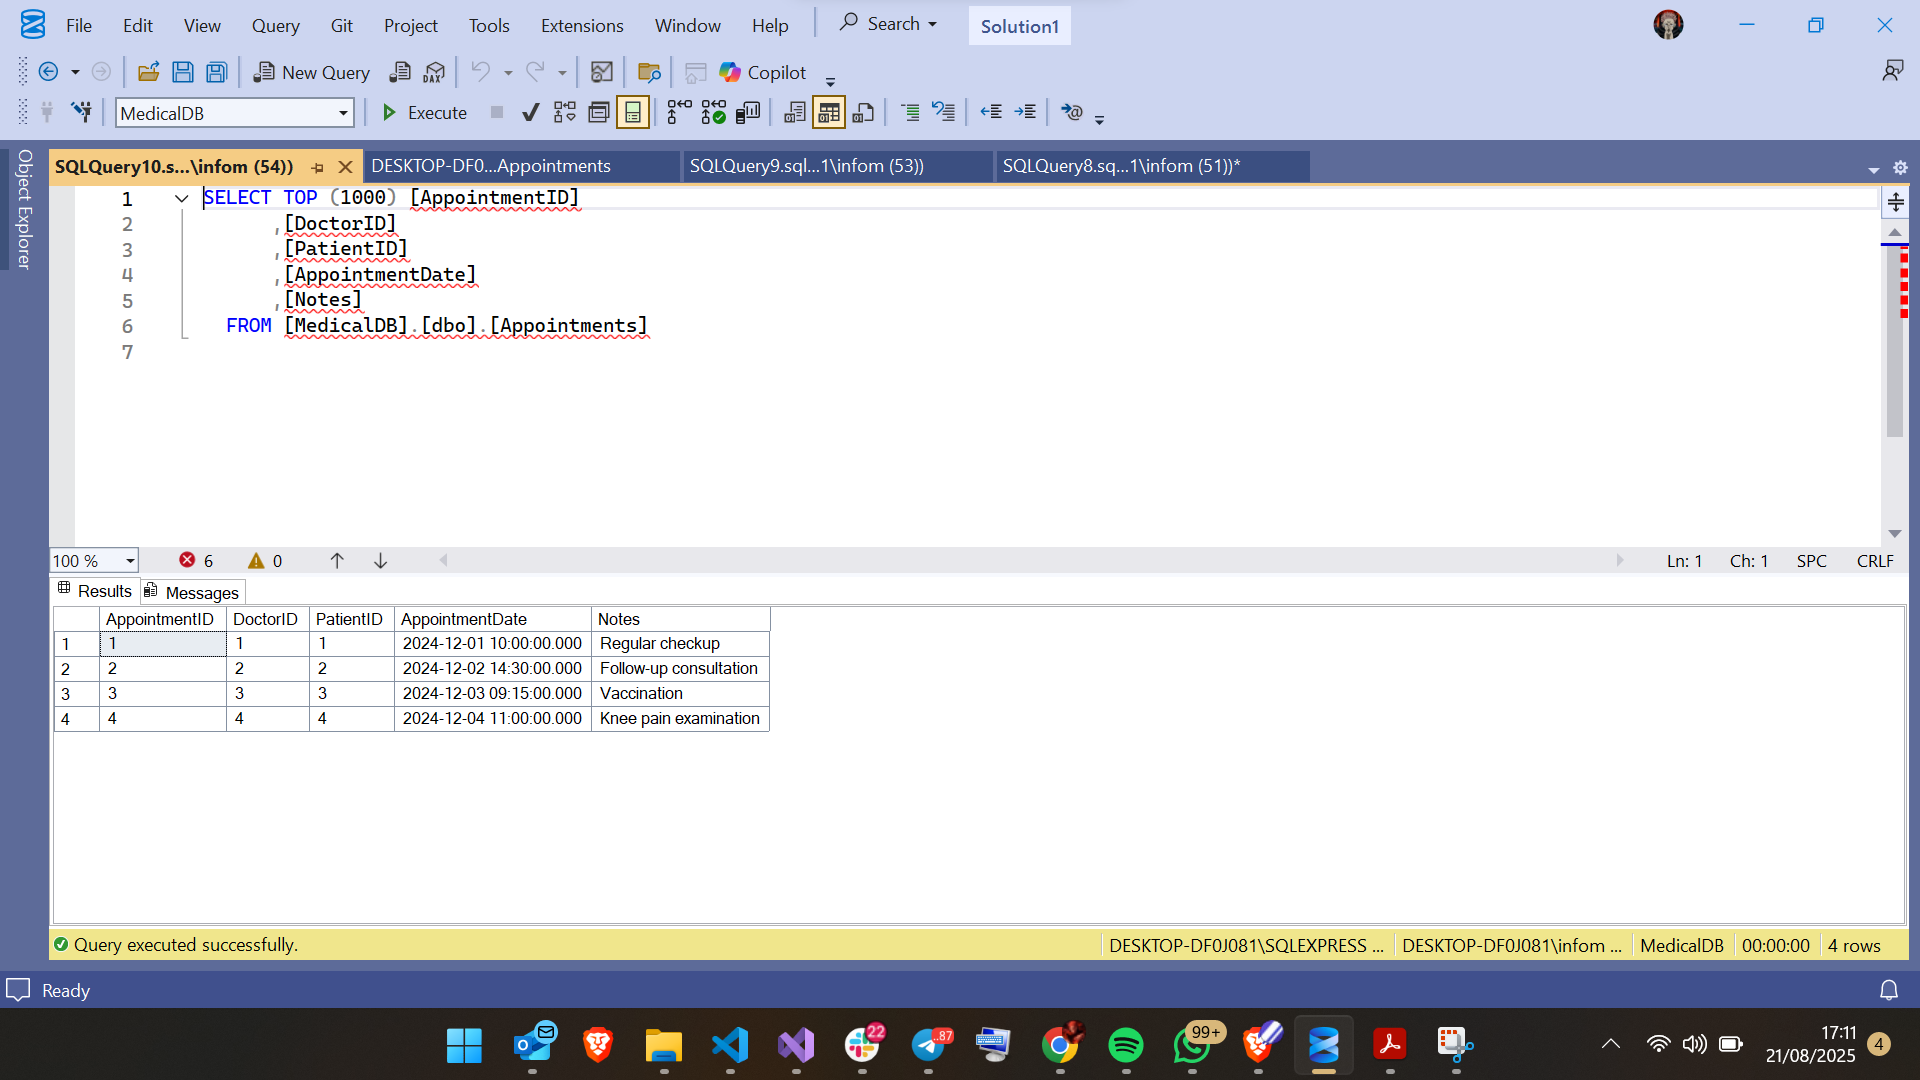 File Edit View Query Git Project Tools Extensions Window Help Search Solution1
New Query DAX Copilot
MedicalDB Execute
Object Explorer
SQLQuery10.s...\infom (54)) DESKTOP-DF0...Appointments SQLQuery9.sql...1\infom (53)) SQLQuery8.sq...1\infom (51))*
1 SELECT TOP (1000) [AppointmentID]
2 ,[DoctorID]
3 ,[PatientID]
4 ,[AppointmentDate]
5 ,[Notes]
6 FROM [MedicalDB].[dbo].[Appointments]
7
100 % 6 0 Ln: 1 Ch: 1 SPC CRLF
Results Messages
AppointmentID DoctorID PatientID AppointmentDate Notes
1 1 1 1 2024-12-01 10:00:00.000 Regular checkup
2 2 2 2 2024-12-02 14:30:00.000 Follow-up consultation
3 3 3 3 2024-12-03 09:15:00.000 Vaccination
4 4 4 4 2024-12-04 11:00:00.000 Knee pain examination
Query executed successfully. DESKTOP-DF0J081\SQLEXPRESS ... DESKTOP-DF0J081\infom ... MedicalDB 00:00:00 4 rows
Ready
22 ..87 99+ 17:11 4
21/08/2025